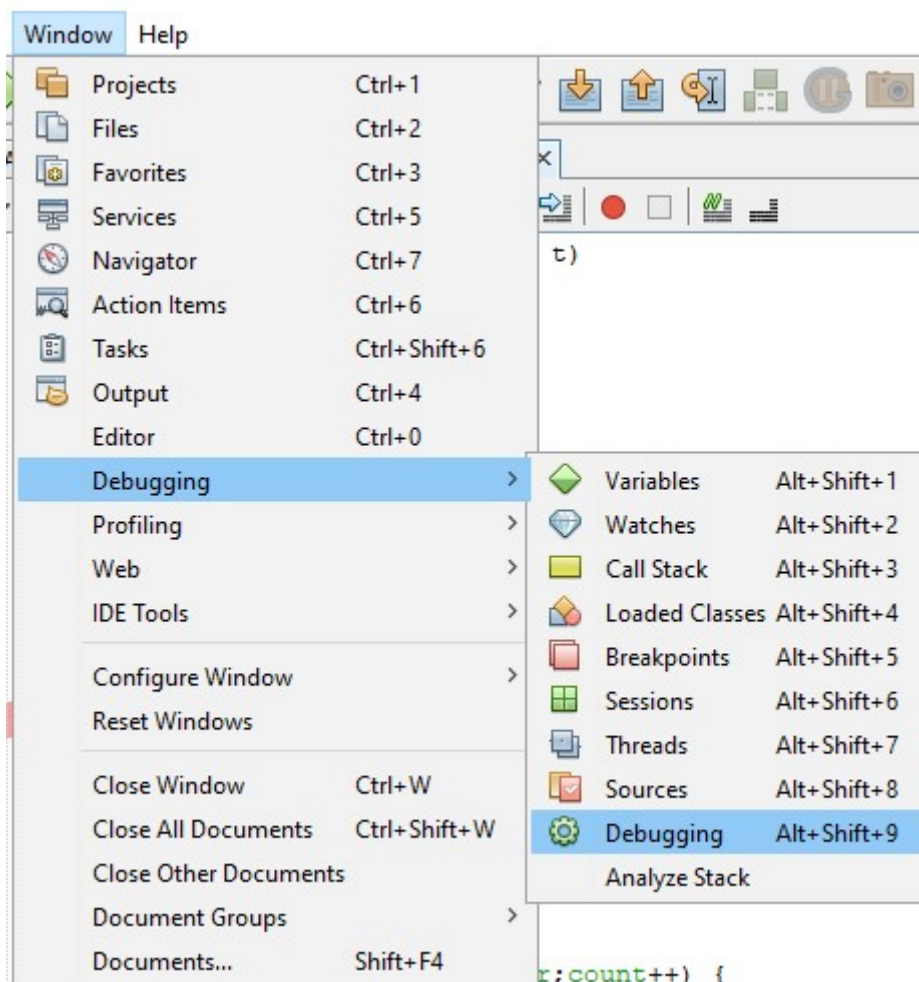 Window Help
Projects Ctrl+1
Files Ctrl+2
Favorites Ctrl+3
Services Ctrl+5
t)
Navigator Ctrl+7
Action Items Ctrl+6
Tasks Ctrl+Shift+6
Output Ctrl+4
Editor Ctrl+0
Debugging
Profiling
Web
IDE Tools
Configure Window
Reset Windows
Close Window Ctrl+W
Close All Documents Ctrl+Shift+W
Close Other Documents
Document Groups
Documents... Shift+F4
Variables Alt+Shift+1
Watches Alt+Shift+2
Call Stack Alt+Shift+3
Loaded Classes Alt+Shift+4
Breakpoints Alt+Shift+5
Sessions Alt+Shift+6
Threads Alt+Shift+7
Sources Alt+Shift+8
Debugging Alt+Shift+9
Analyze Stack
r;count++) {